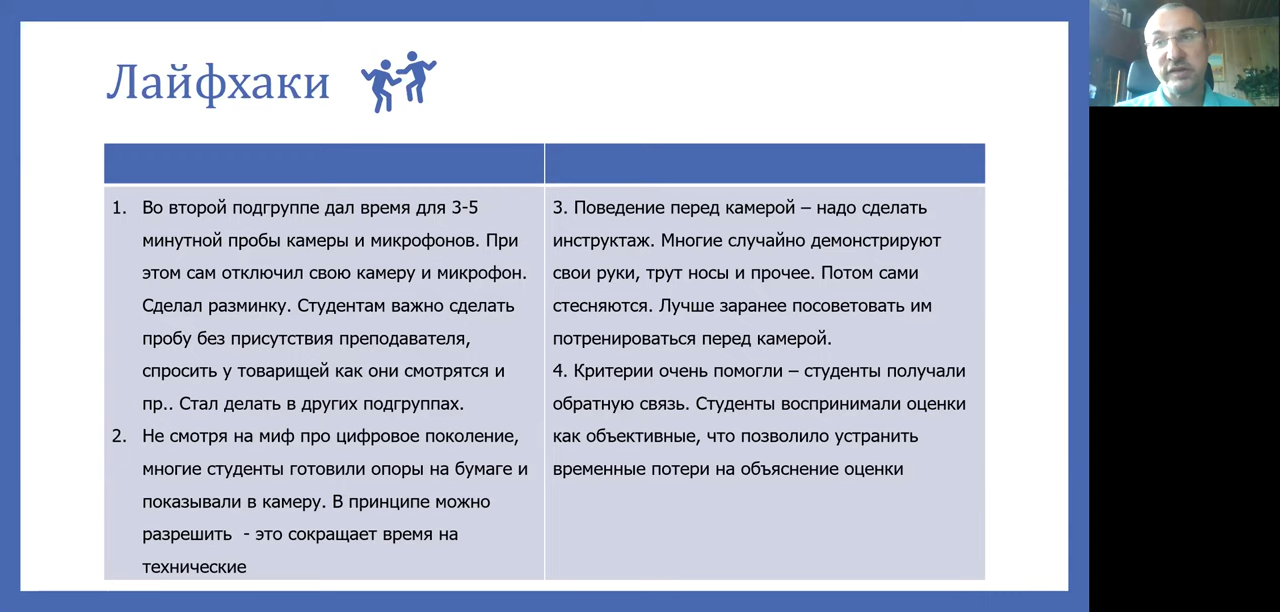 Лайфхаки
1. Во второй подгруппе дал время для 3-5
минутной пробы камеры и микрофонов. При
этом сам отключил свою камеру и микрофон.
Сделал разминку. Студентам важно сделать
пробу без присутствия преподавателя,
спросить у товарищей как они смотрятся и
пр.. Стал делать в других подгруппах.
2. Не смотря на миф про цифровое поколение,
многие студенты готовили опоры на бумаге и
показывали в камеру. В принципе можно
разрешить  - это сокращает время на
технические
3. Поведение перед камерой – надо сделать
инструктаж. Многие случайно демонстрируют
свои руки, трут носы и прочее. Потом сами
стесняются. Лучше заранее посоветовать им
потренироваться перед камерой.
4. Критерии очень помогли – студенты получали
обратную связь. Студенты воспринимали оценки
как объективные, что позволило устранить
временные потери на объяснение оценки